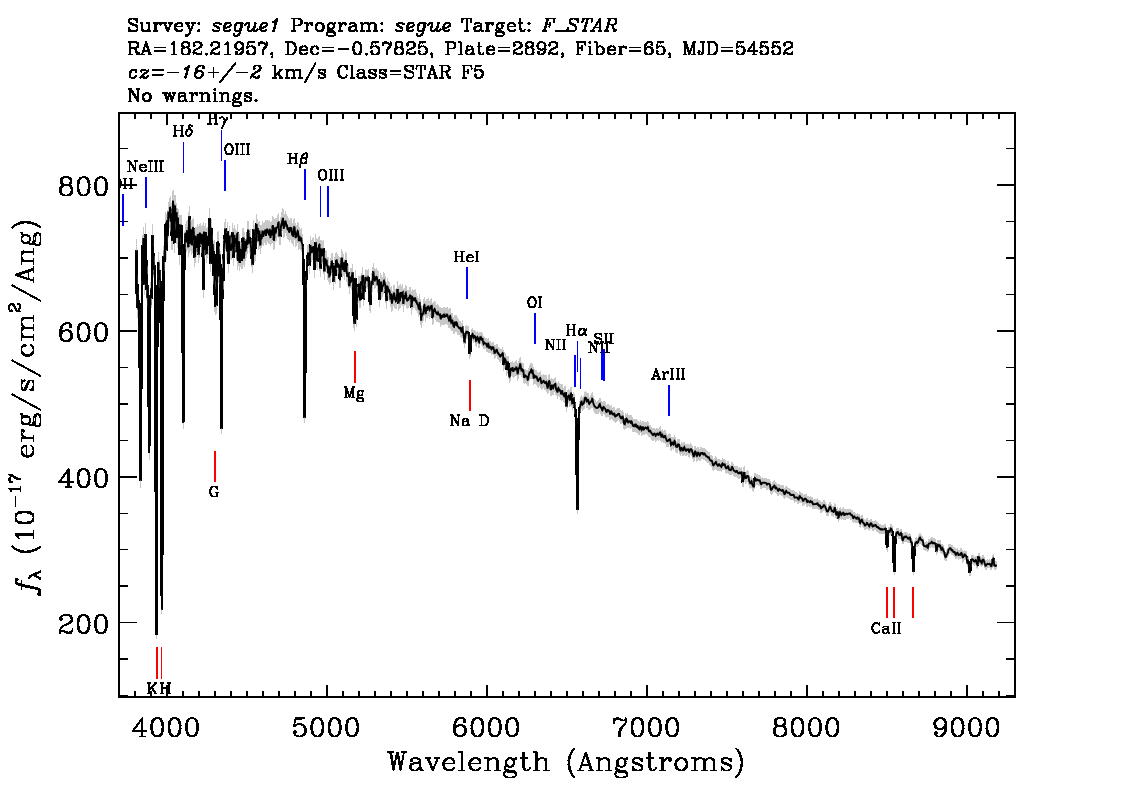 Survey: segue1 Program: segue Target: F_STAR
RA=182.21957, Dec=−0.57825, Plate=2892, Fiber=65, MJD=54552
cz=−16+/−2 km/s Class=STAR F5
No warnings.
Hγ
Hδ
OIII
Hβ
NeIII
OIII
OII
800
HeI
OI
Hα
SII
NII
NII
600
ArIII
Mg
Na D
400
G
200
CaII
K H
4000 5000 6000 7000 8000 9000
Wavelength (Angstroms)
fλ (10−17 erg/s/cm2/Ang)